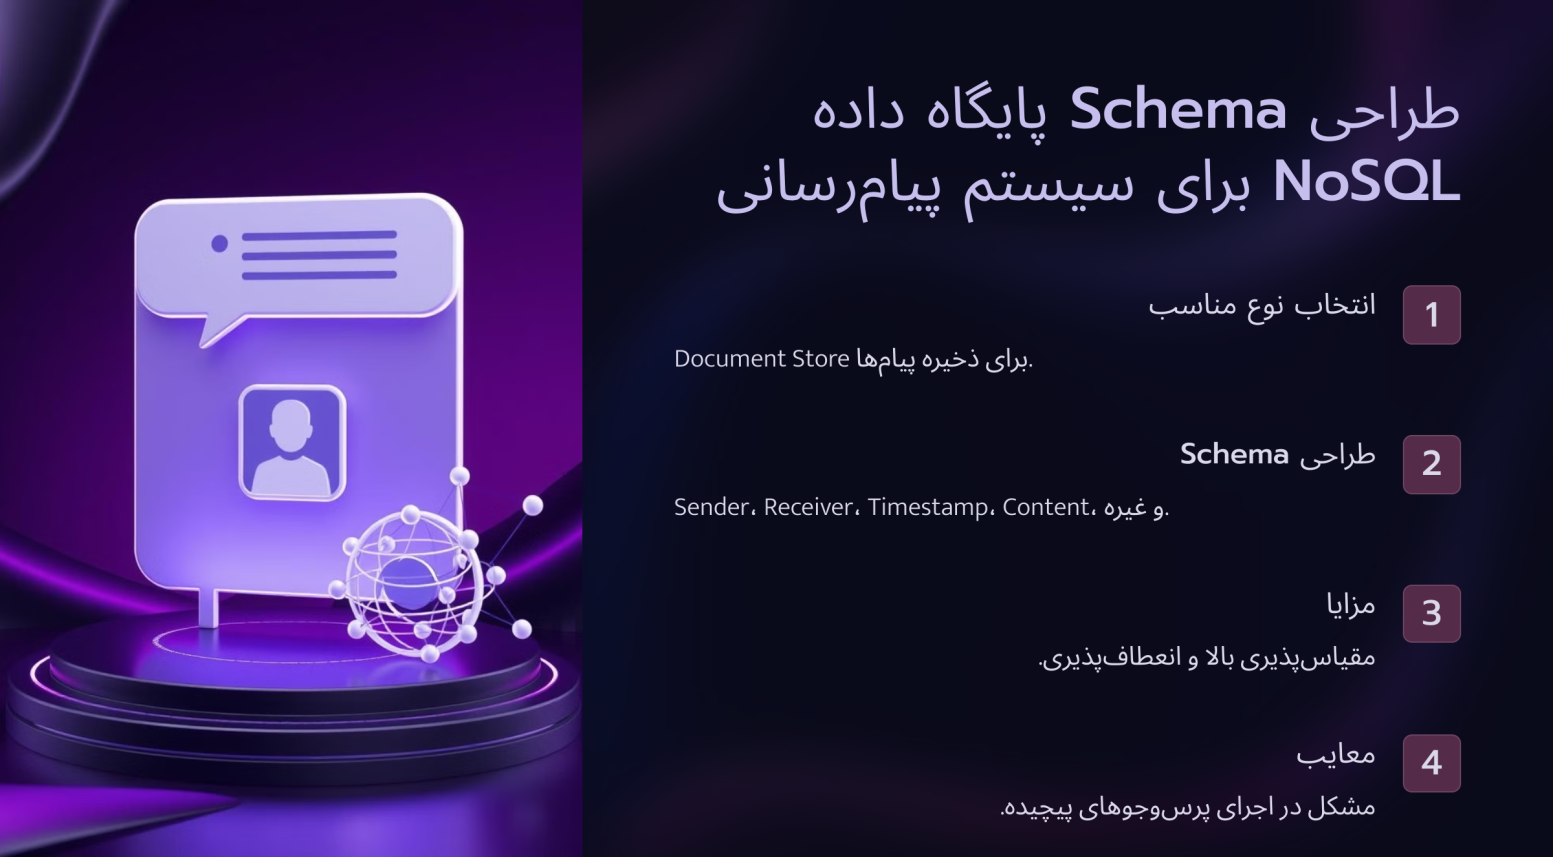 طراحی Schema پایگاه داده
NoSQL برای سیستم پیام‌رسانی
1
انتخاب نوع مناسب
Document Store برای ذخیره پیام‌ها.
2
طراحی Schema
Sender، Receiver، Timestamp، Content، و غیره.
3
مزایا
مقیاس‌پذیری بالا و انعطاف‌پذیری.
4
معایب
مشکل در اجرای پرس‌وجوهای پیچیده.